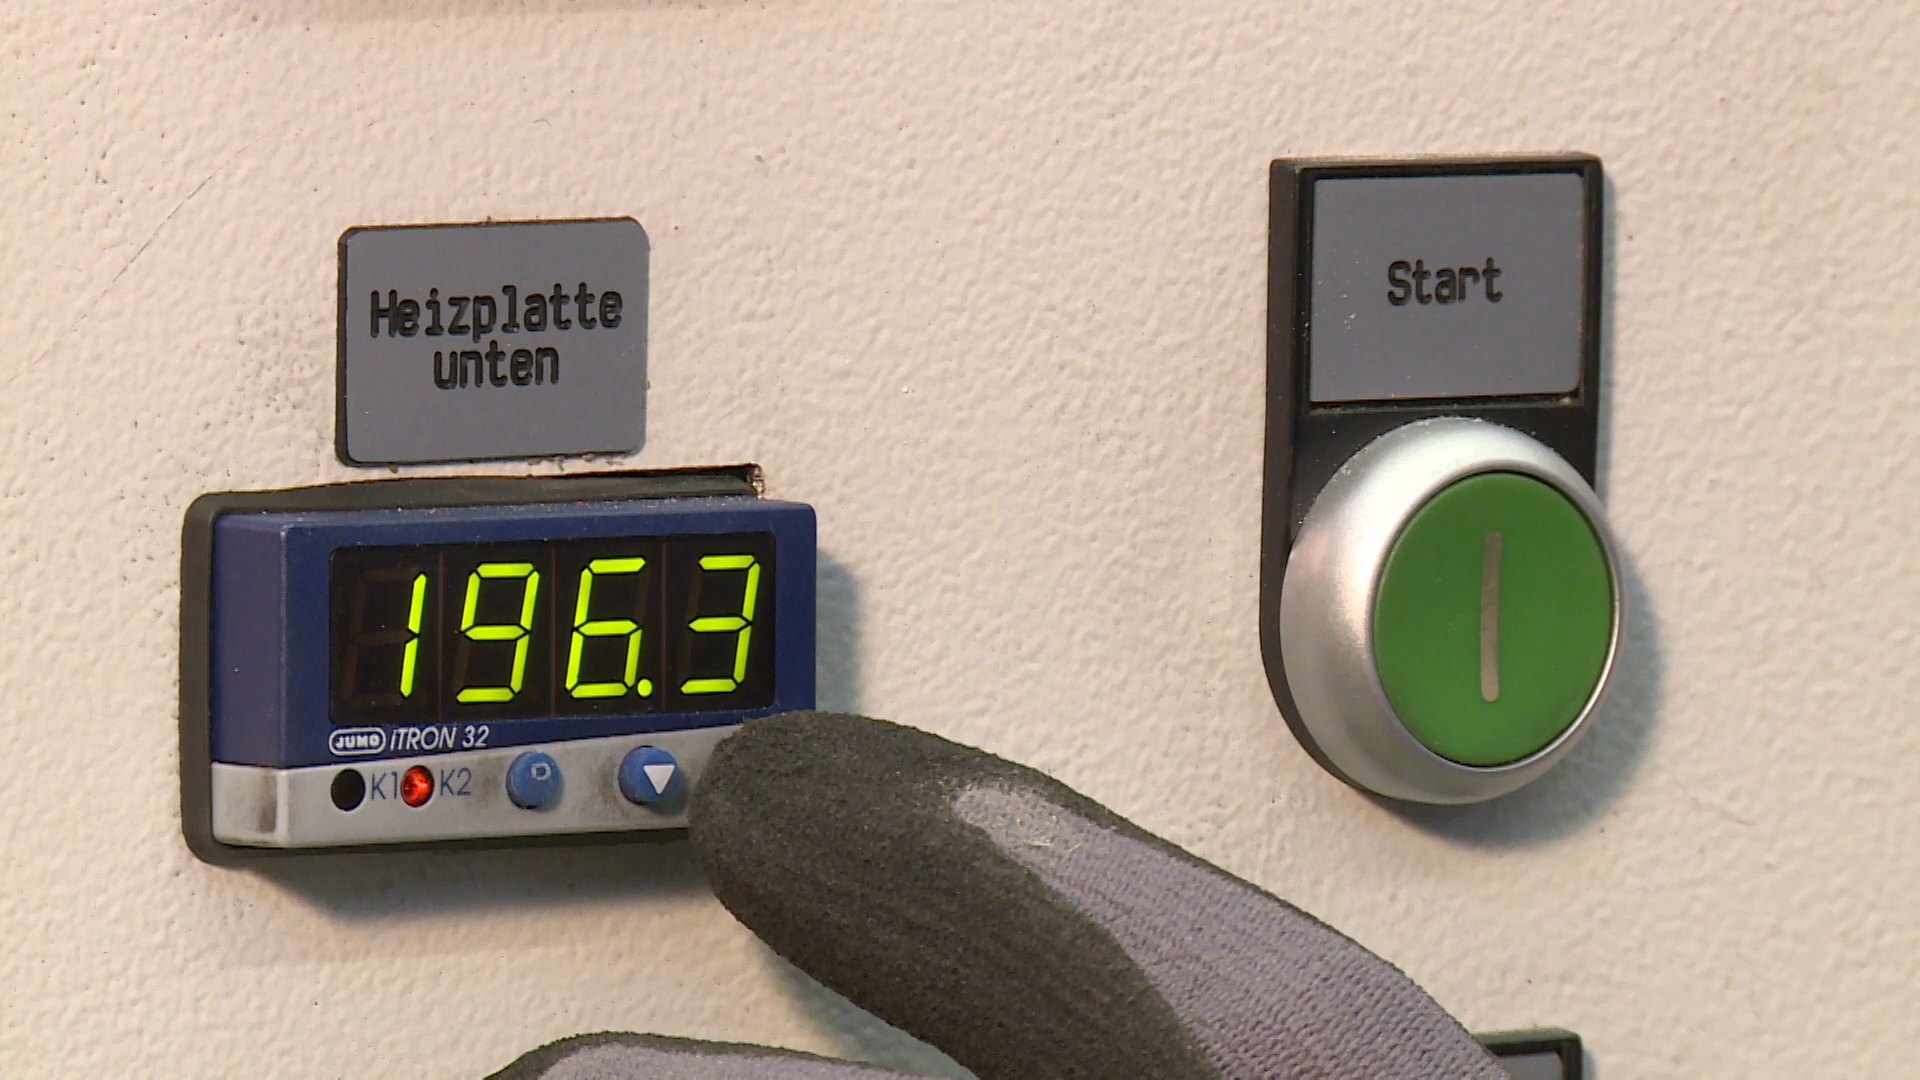 Heizplatte
unten
Start
196.3
JUMO iTRON 32
K1 K2 P